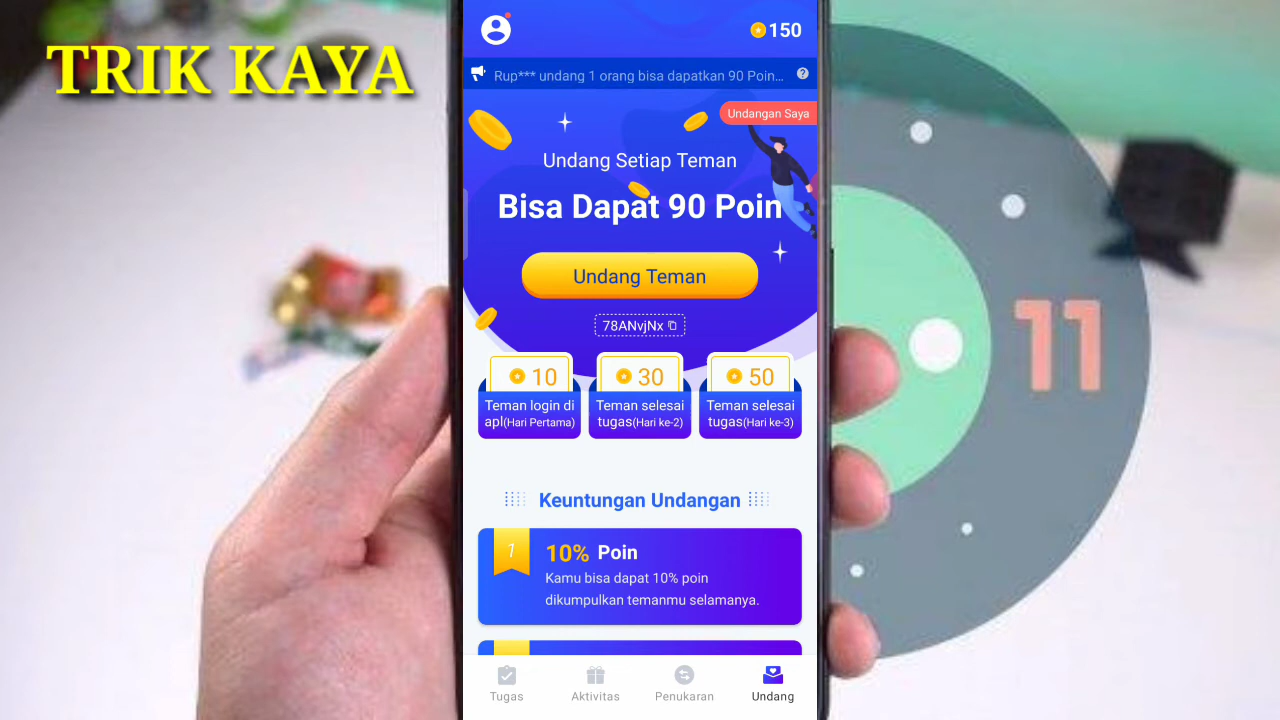 TRIK KAYA
150
Rup*** undang 1 orang bisa dapatkan 90 Poin...
Undangan Saya
Undang Setiap Teman
Bisa Dapat 90 Poin
Undang Teman
78ANvjNx
10
30
50
Teman login di
apl(Hari Pertama)
Teman selesai
tugas(Hari ke-2)
Teman selesai
tugas(Hari ke-3)
11
Keuntungan Undangan
1
10% Poin
Kamu bisa dapat 10% poin
dikumpulkan temanmu selamanya.
Tugas
Aktivitas
Penukaran
Undang